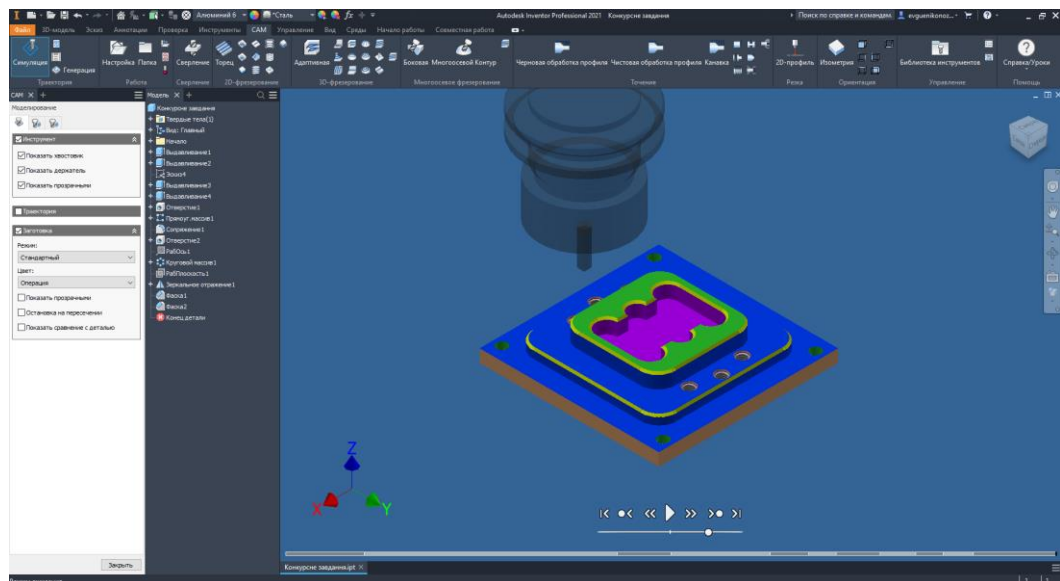 Алюминий 6
*Сталь
Autodesk Inventor Professional 2021 Конкурсне завдання
Поиск по справке и командам
Файл 3D-модель Эскиз Аннотации Проверка Инструменты CAM Управление Вид Среды Начало работы Совместная работа
Симуляция
Генерация
Настройка Папка
Сверление Торец
Адаптивная
Боковая Многоосевой Контур
Черновая обработка профиля Чистовая обработка профиля Канавка
2D-профиль Изометрия
Библиотека инструментов
Справка/Уроки
Траектория Работа Сверление 2D-фрезерование 3D-фрезерование Многоосевое фрезерование Точение Резка Ориентация Управление Помощь
CAM X +
Моделирование
Инструмент
Показать хвостовик
Показать держатель
Показать прозрачными
Траектория
Заготовка
Режим:
Стандартный
Цвет:
Операция
Показать прозрачными
Остановка на пересечении
Показать сравнение с деталью
Закрыть
Модель X +
Конкурсне завдання
Твердые тела(1)
Вид: Главный
Начало
Выдавливание1
Выдавливание2
Эскиз4
Выдавливание3
Выдавливание4
Отверстие1
Прямоуг.массив1
Сопряжение1
Отверстие2
РабОсь1
Круговой массив1
РабПлоскость1
Зеркальное отражение1
Фаска1
Фаска2
Конец детали
Z
X
Y
Конкурсне завдання.ipt X